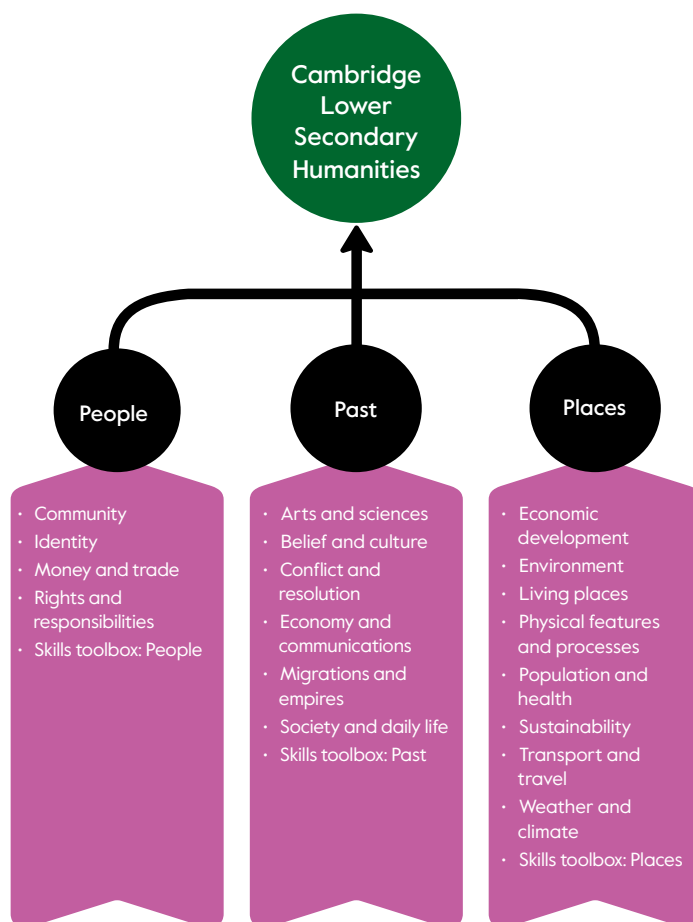 Cambridge
Lower
Secondary
Humanities
People
· Community
· Identity
· Money and trade
· Rights and
responsibilities
· Skills toolbox: People
Past
· Arts and sciences
· Belief and culture
· Conflict and
resolution
· Economy and
communications
· Migrations and
empires
· Society and daily life
· Skills toolbox: Past
Places
· Economic
development
· Environment
· Living places
· Physical features
and processes
· Population and
health
· Sustainability
· Transport and
travel
· Weather and
climate
· Skills toolbox: Places